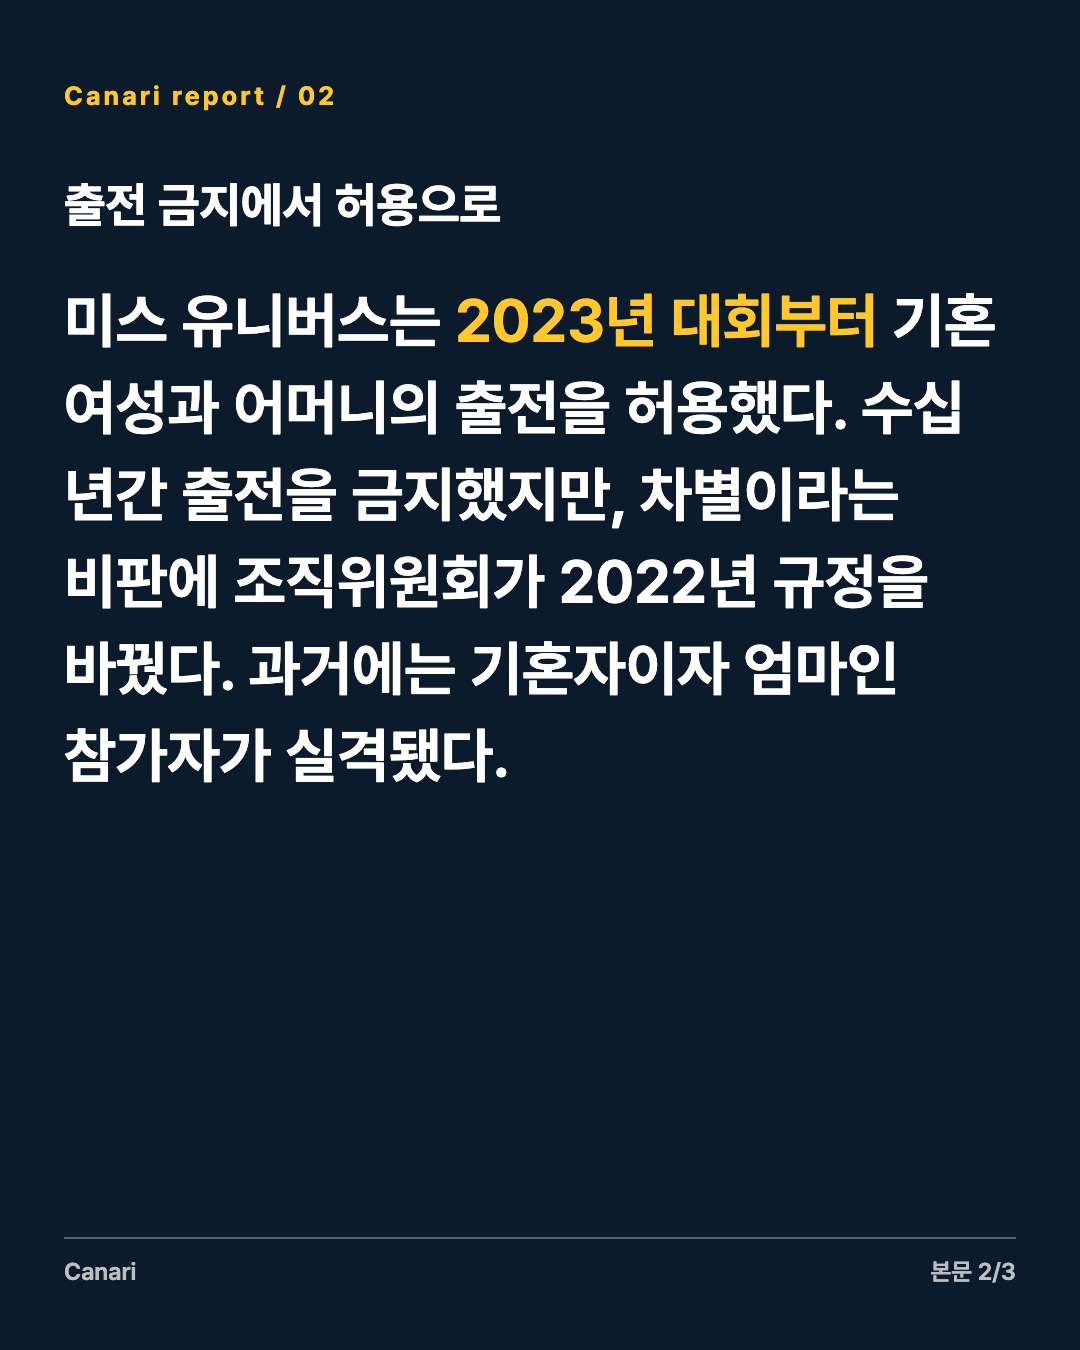 Canari report / 02
출전 금지에서 허용으로
미스 유니버스는 2023년 대회부터 기혼
여성과 어머니의 출전을 허용했다. 수십
년간 출전을 금지했지만, 차별이라는
비판에 조직위원회가 2022년 규정을
바꿨다. 과거에는 기혼자이자 엄마인
참가자가 실격됐다.
Canari
본문 2/3